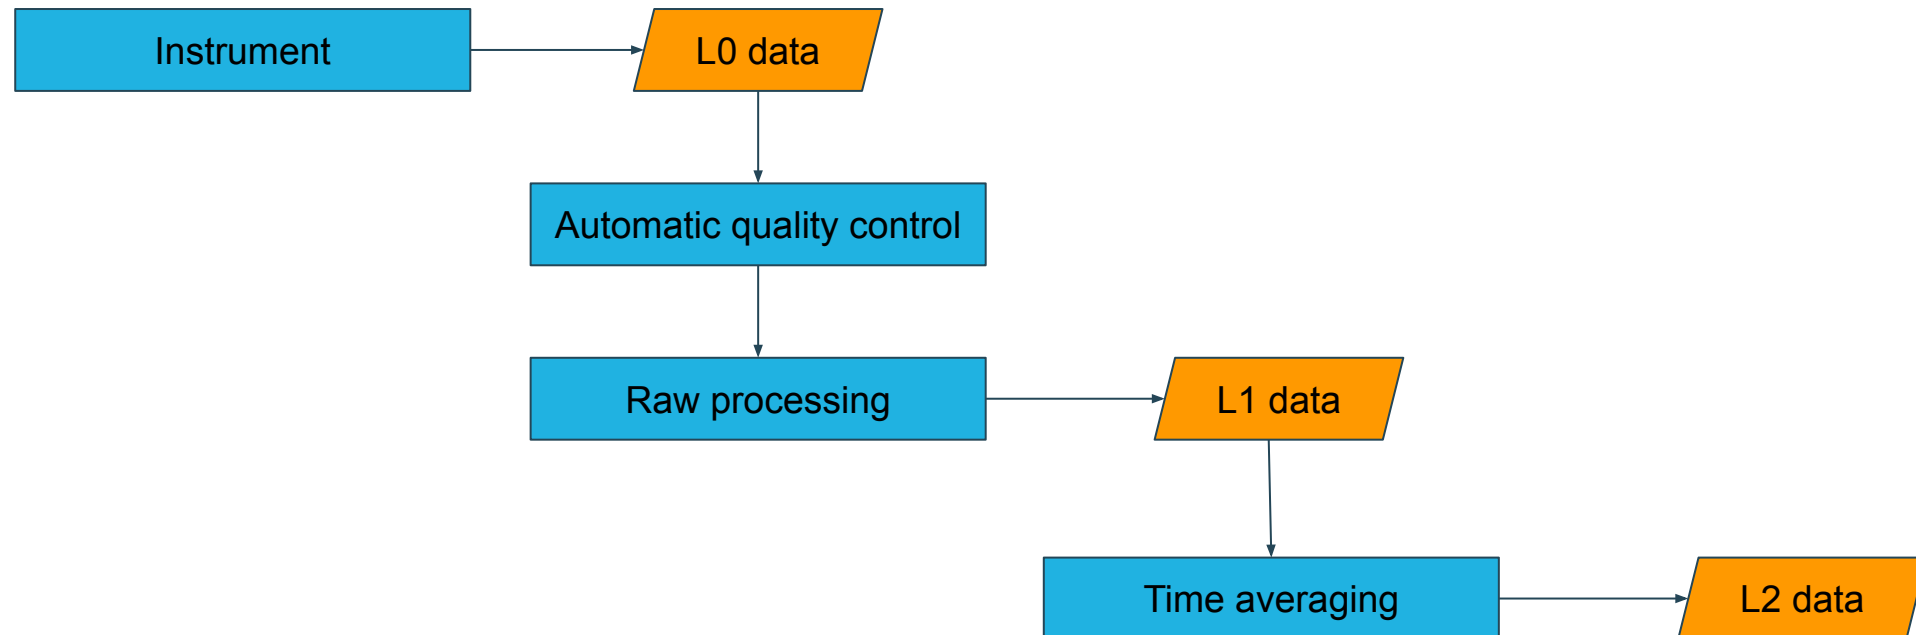 Instrument
L0 data
Automatic quality control
Raw processing
L1 data
Time averaging
L2 data